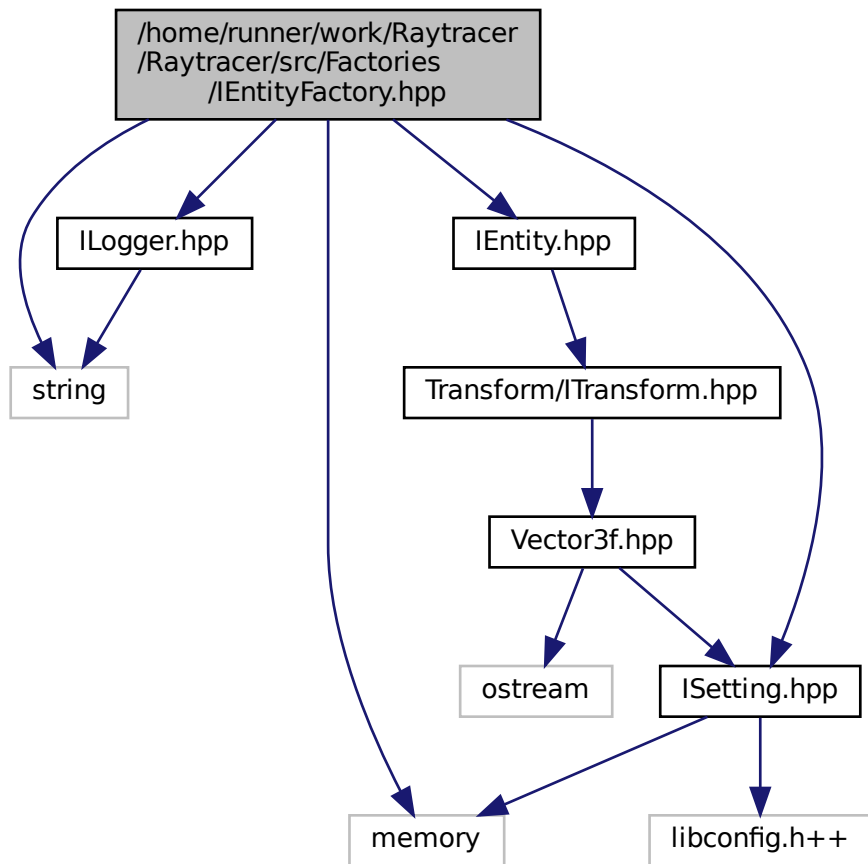 /home/runner/work/Raytracer
/Raytracer/src/Factories
/IEntityFactory.hpp
ILogger.hpp
IEntity.hpp
string
Transform/ITransform.hpp
Vector3f.hpp
ostream
ISetting.hpp
memory
libconfig.h++